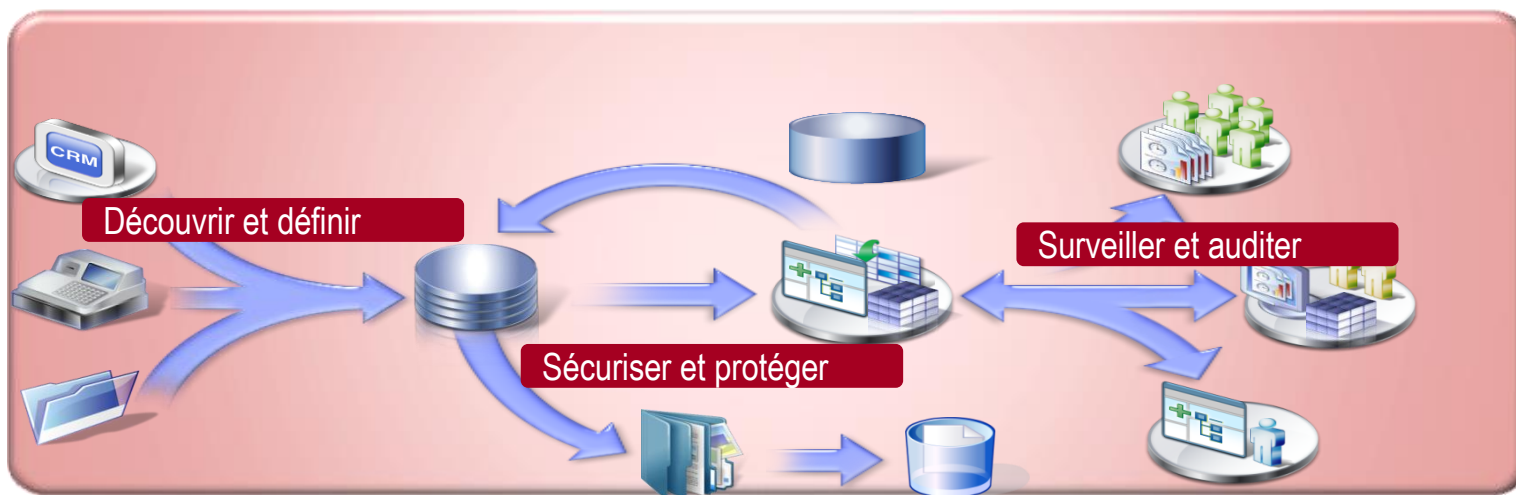 CRM
Découvrir et définir
Surveiller et auditer
Sécuriser et protéger